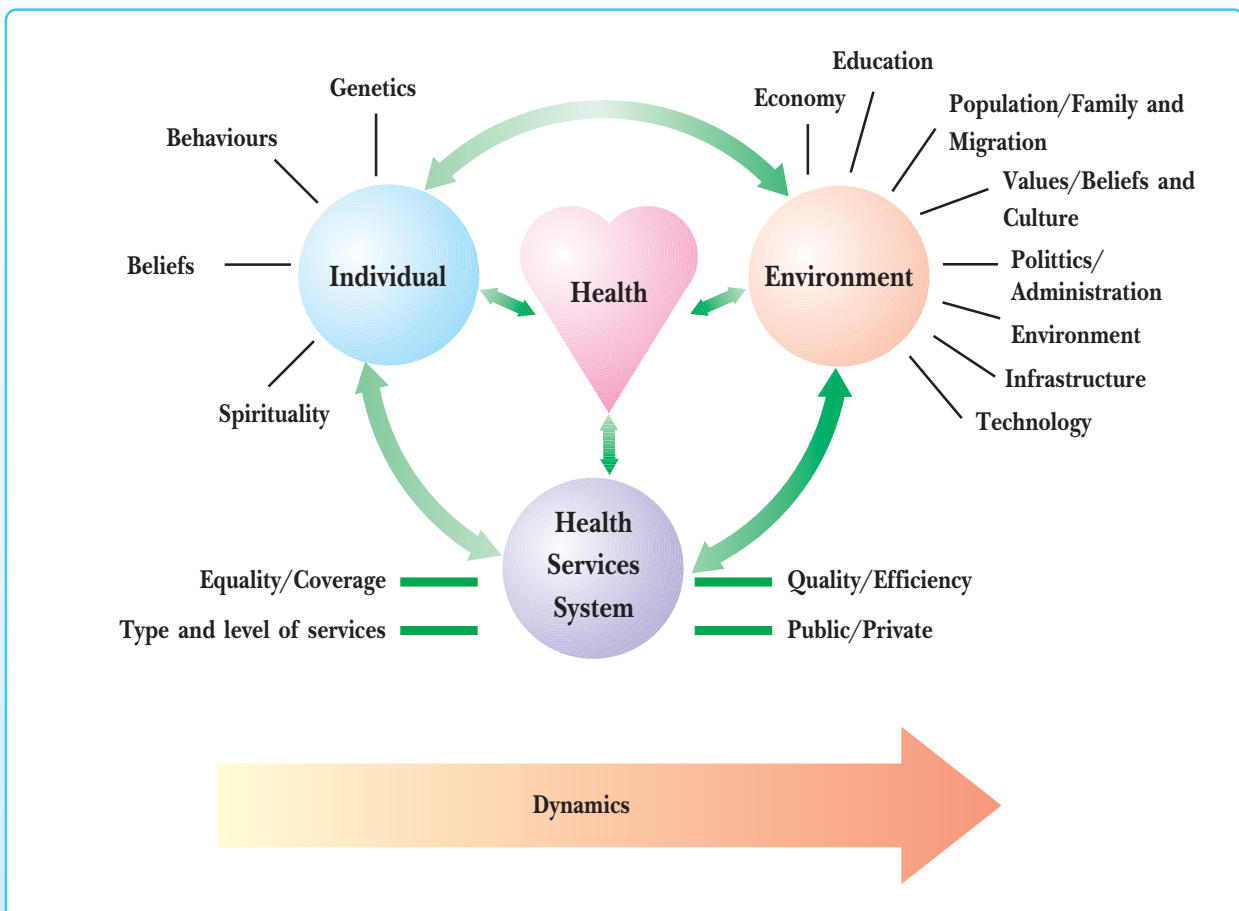 Education
Genetics
Economy
Population/Family and
Migration
Behaviours
Values/Beliefs and
Culture
Beliefs
Individual
Health
Environment
Polittics/
Administration
Environment
Infrastructure
Spirituality
Technology
Health
Services
System
Equality/Coverage
Quality/Efficiency
Type and level of services
Public/Private
Dynamics